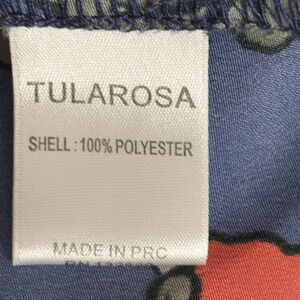 TULAROSA
SHELL : 100% POLYESTER
MADE IN PRC